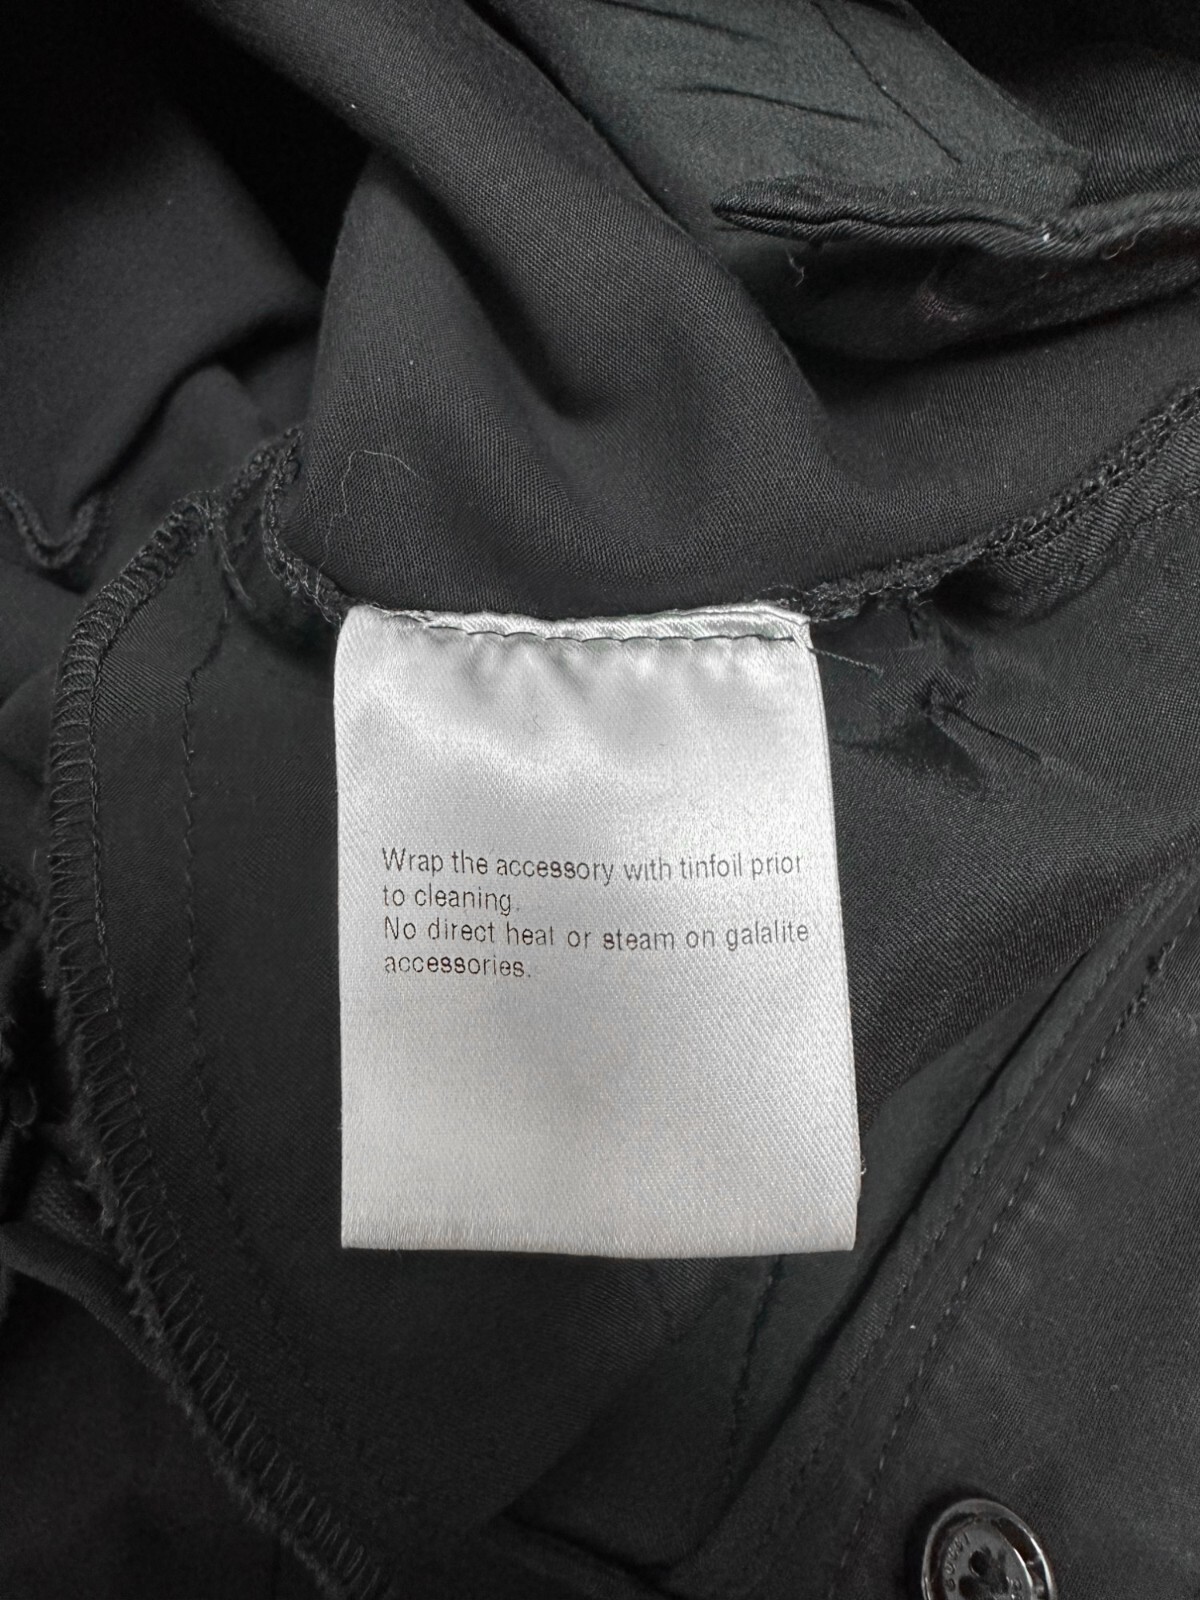 Wrap the accessory with tinfoil prior
to cleaning.
No direct heat or steam on galalite
accessories.